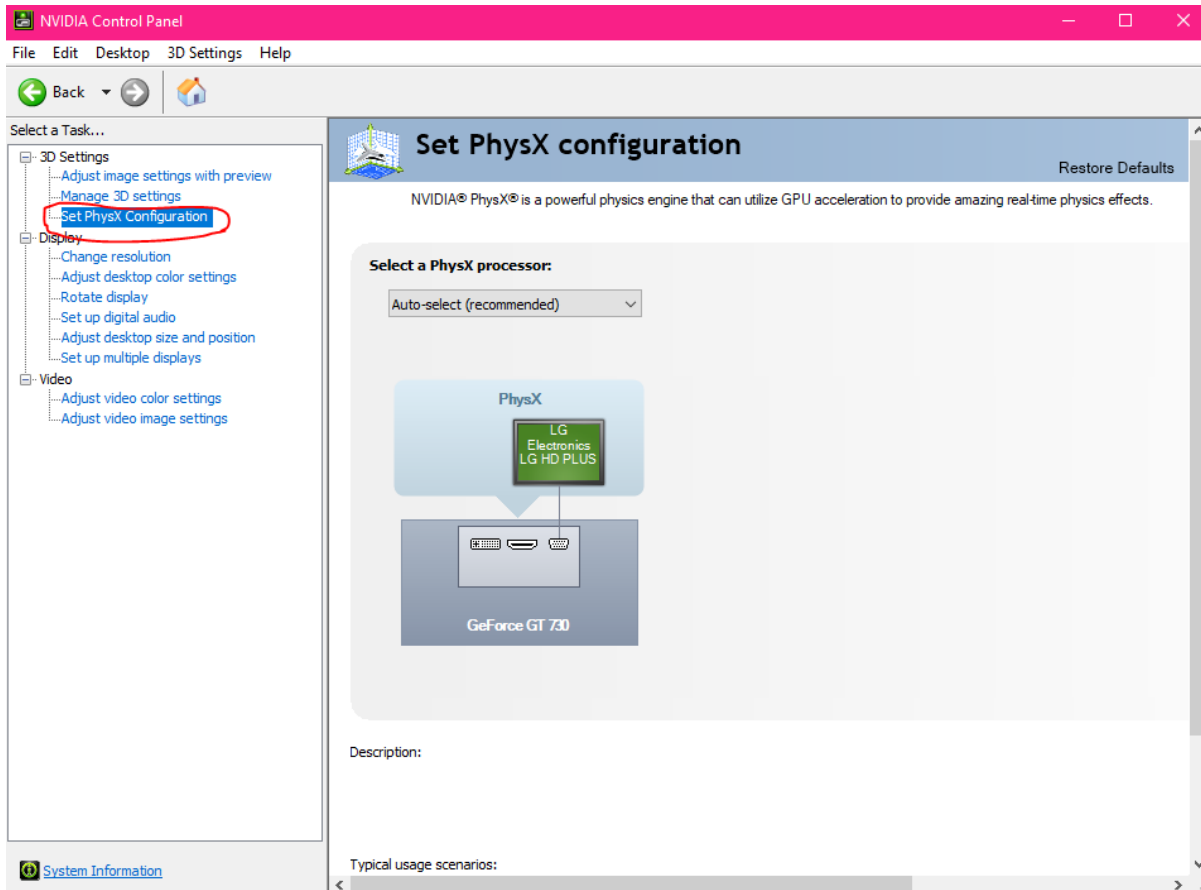 NVIDIA Control Panel
File Edit Desktop 3D Settings Help
Back
Select a Task...
3D Settings
Adjust image settings with preview
Manage 3D settings
Set PhysX Configuration
Display
Change resolution
Adjust desktop color settings
Rotate display
Set up digital audio
Adjust desktop size and position
Set up multiple displays
Video
Adjust video color settings
Adjust video image settings
System Information
Set PhysX configuration
Restore Defaults
NVIDIA® PhysX® is a powerful physics engine that can utilize GPU acceleration to provide amazing real-time physics effects.
Select a PhysX processor:
Auto-select (recommended)
PhysX
LG
Electronics
LG HD PLUS
GeForce GT 730
Description:
Typical usage scenarios: